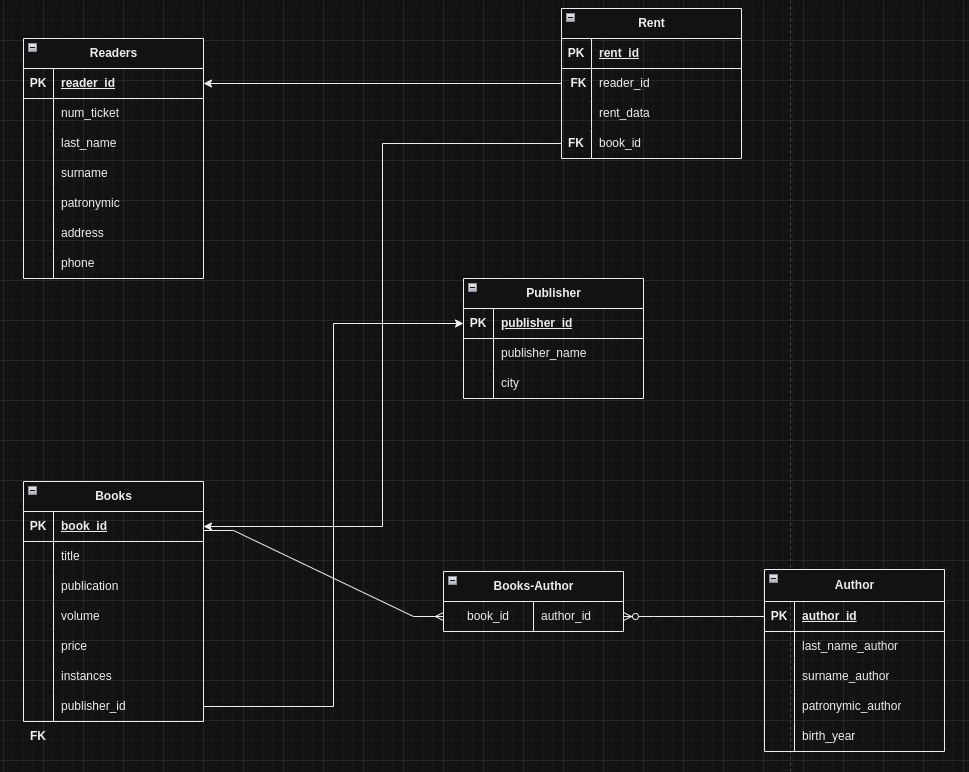 Rent
PK rent_id
FK reader_id
rent_data
FK book_id
Readers
PK reader_id
num_ticket
last_name
surname
patronymic
address
phone
Publisher
PK publisher_id
publisher_name
city
Books
PK book_id
title
publication
volume
price
instances
publisher_id
FK
Books-Author
book_id author_id
Author
PK author_id
last_name_author
surname_author
patronymic_author
birth_year